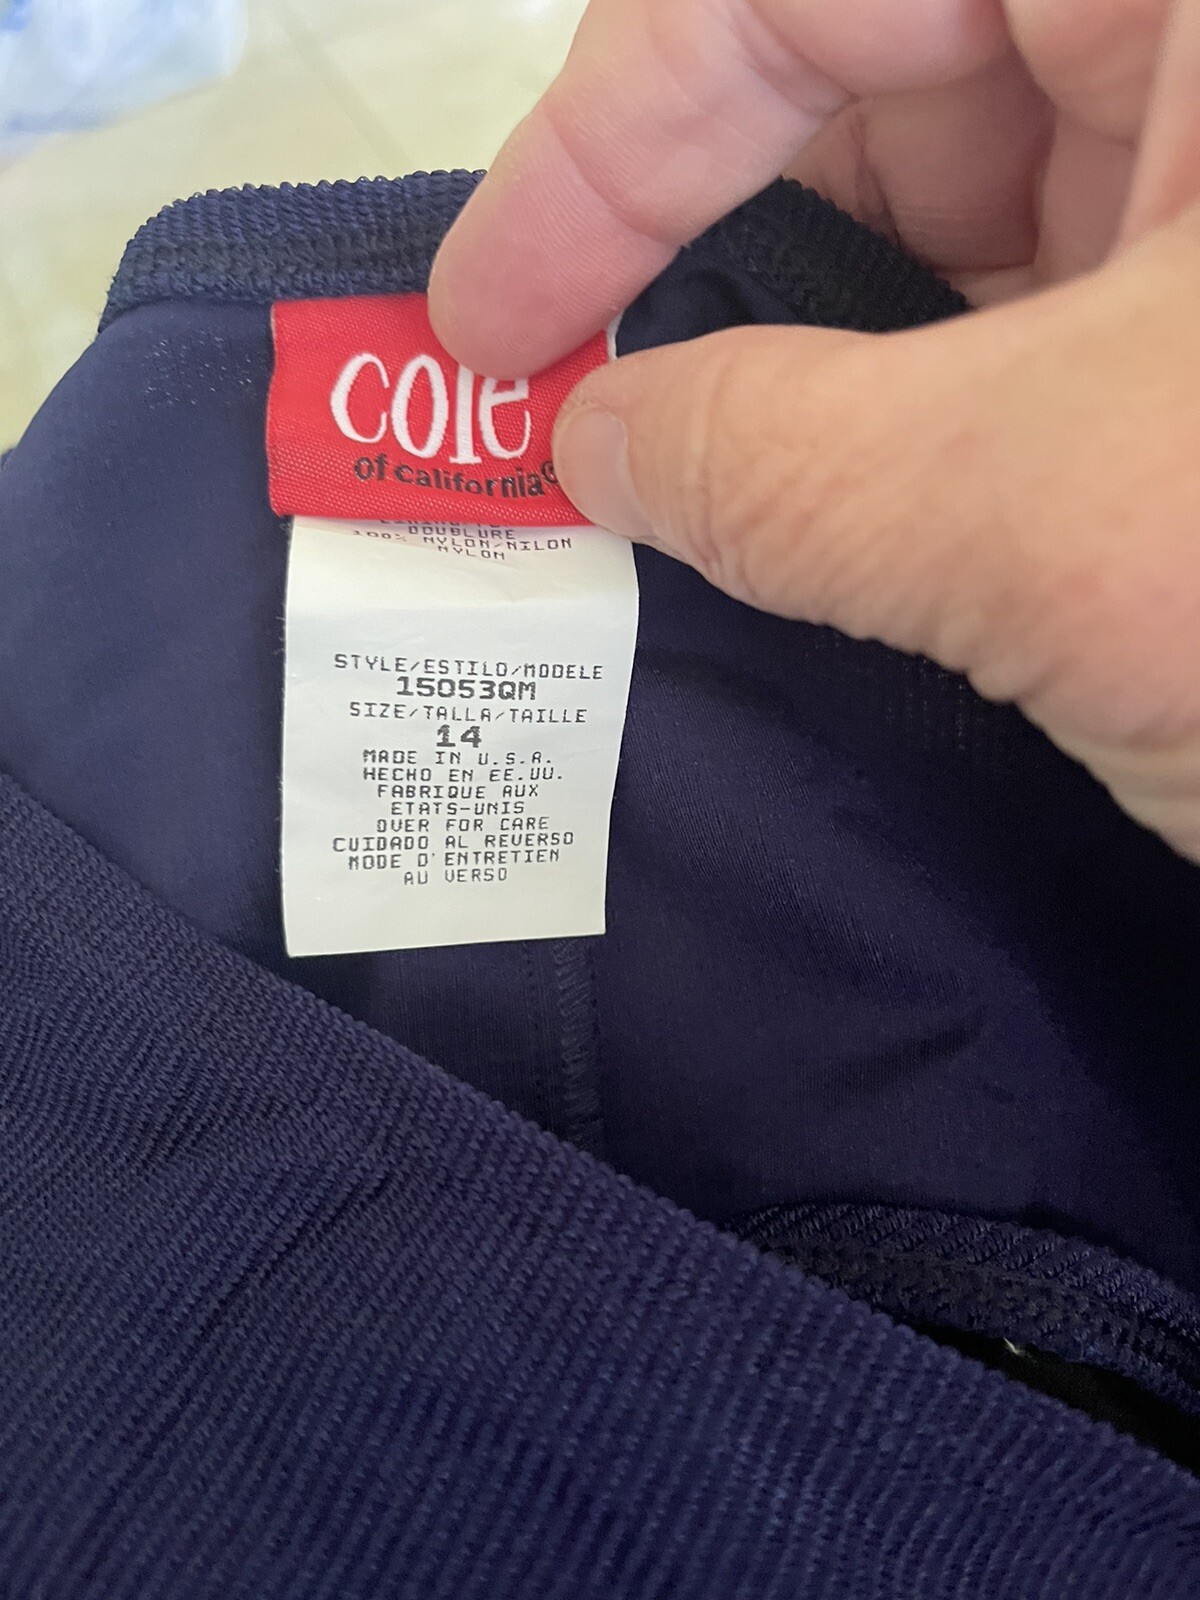 cole
of California®
DOUBLURE
100% NYLON/NILON
NYLON
STYLE/ESTILO/MODELE
15053QM
SIZE/TALLA/TAILLE
14
MADE IN U.S.A.
HECHO EN EE.UU.
FABRIQUE AUX
ETATS-UNIS
OVER FOR CARE
CUIDADO AL REVERSO
MODE D'ENTRETIEN
AU VERSO